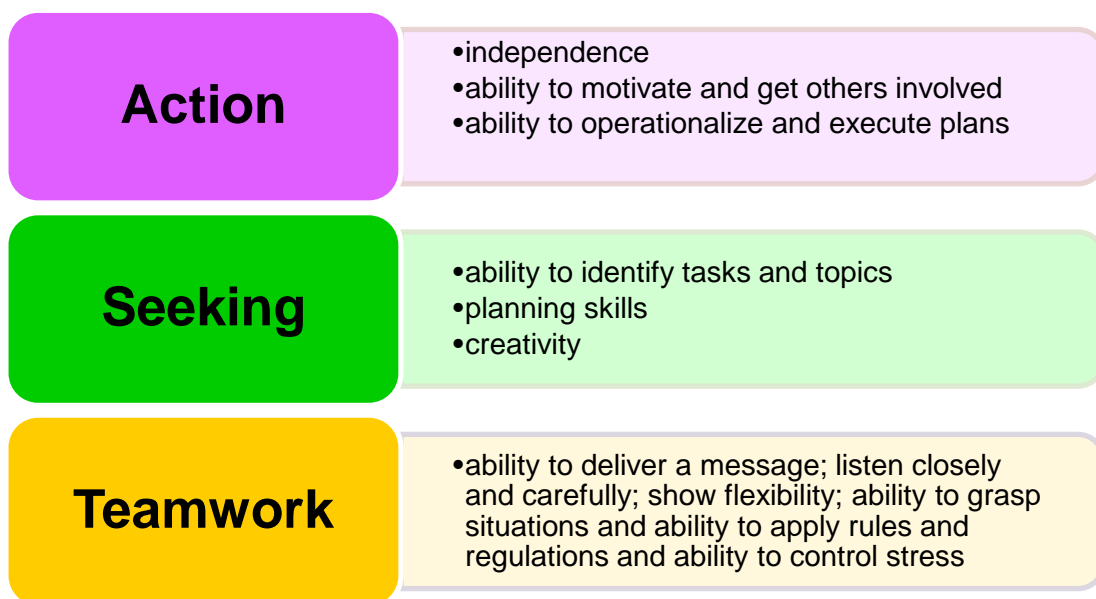 Action
•independence
•ability to motivate and get others involved
•ability to operationalize and execute plans
Seeking
•ability to identify tasks and topics
•planning skills
•creativity
Teamwork
•ability to deliver a message; listen closely
and carefully; show flexibility; ability to grasp
situations and ability to apply rules and
regulations and ability to control stress